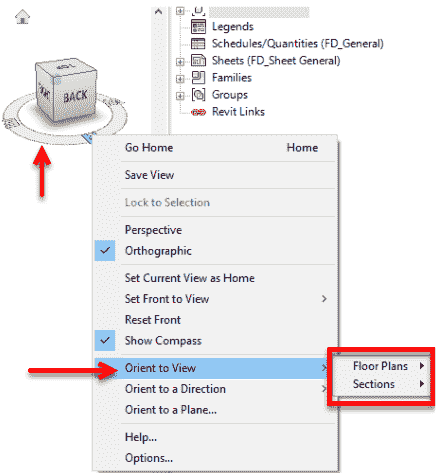 Legends
Schedules/Quantities (FD_General)
Sheets (FD_Sheet General)
Families
Groups
Revit Links
BACK
Go Home Home
Save View
Lock to Selection
Perspective
Orthographic
Set Current View as Home
Set Front to View
Reset Front
Show Compass
Orient to View
Orient to a Direction
Orient to a Plane...
Help...
Options...
Floor Plans
Sections